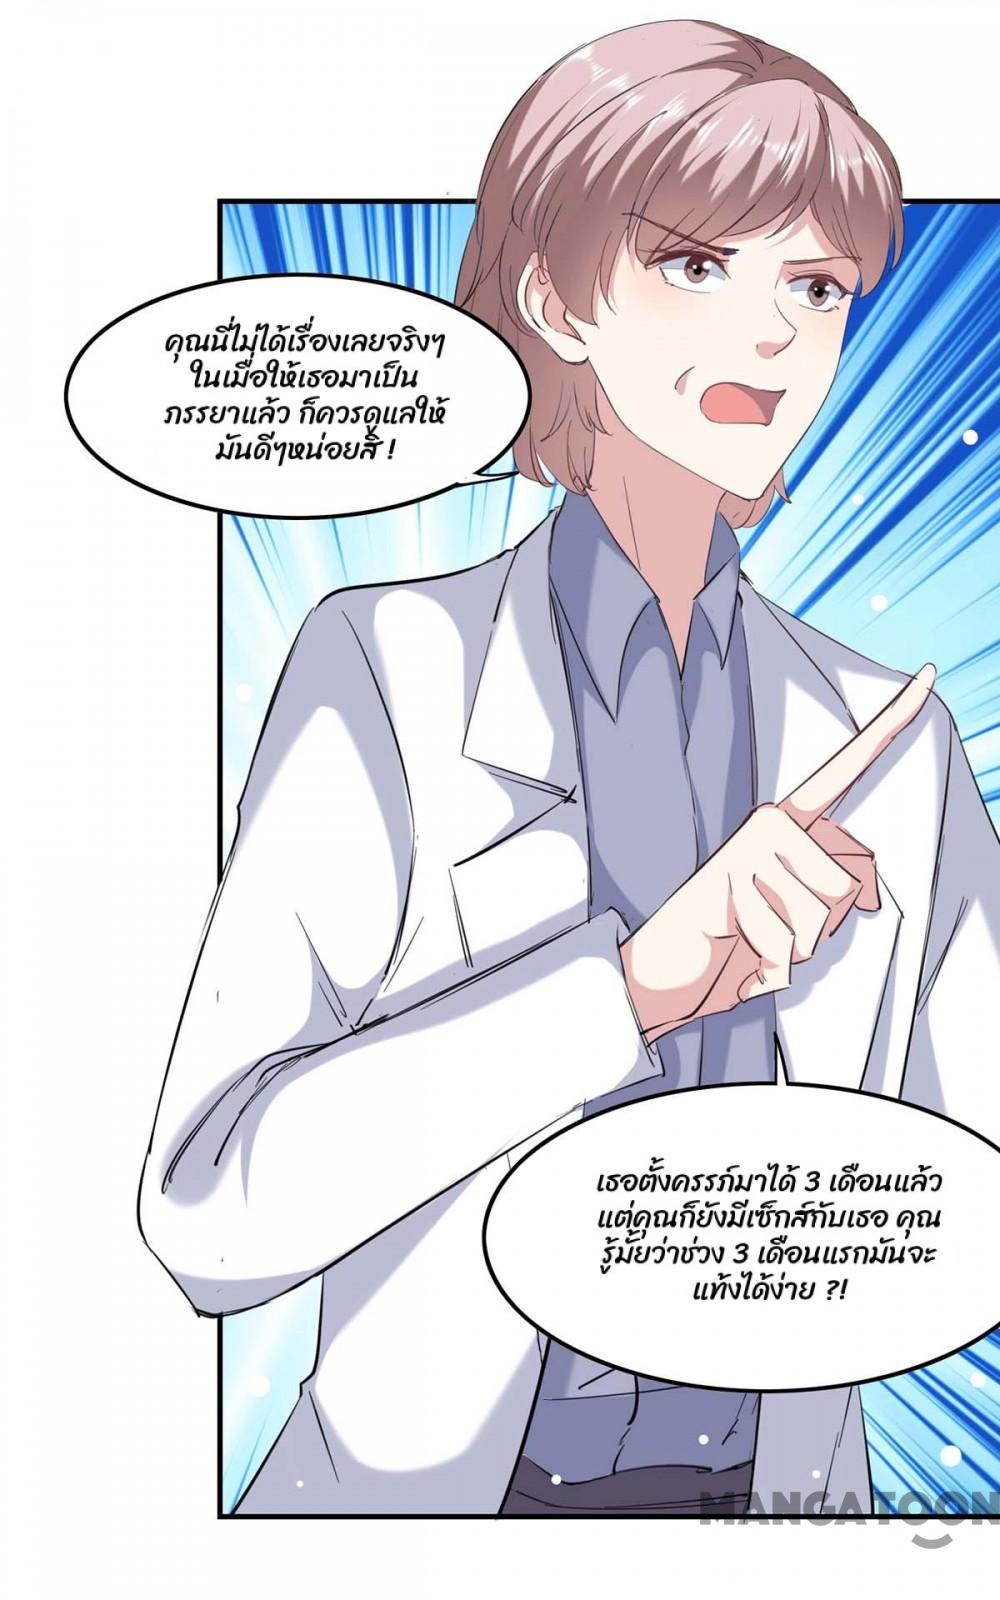 คุณนี่ไม่ได้เรื่องเลยจริงๆ
ในเมื่อให้เธอมาเป็น
ภรรยาแล้ว ก็ควรดูแลให้
มันดีๆหน่อยสิ !
เธอตั้งครรภ์มาได้ 3 เดือนแล้ว
แต่คุณก็ยังมีเซ็กส์กับเธอ คุณ
รู้มั้ยว่าช่วง 3 เดือนแรกมันจะ
แท้งได้ง่าย ?!
MANGATOON